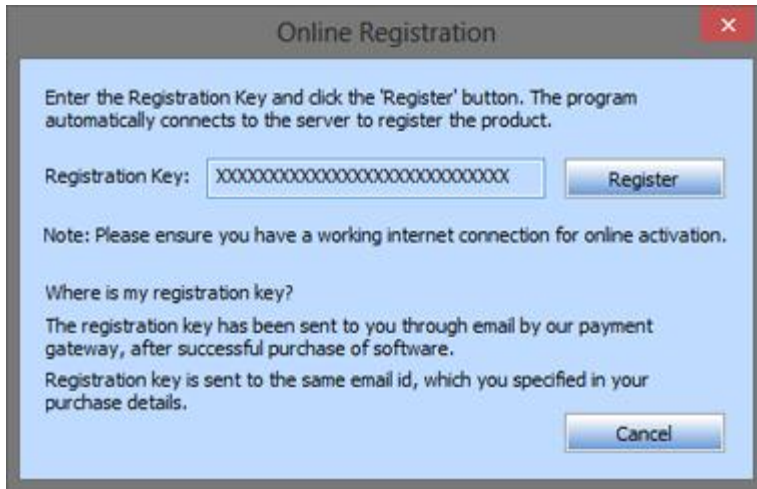 Online Registration
Enter the Registration Key and click the 'Register' button. The program
automatically connects to the server to register the product.
Registration Key: XXXXXXXXXXXXXXXXXXXXXXXXXXX Register
Note: Please ensure you have a working internet connection for online activation.
Where is my registration key?
The registration key has been sent to you through email by our payment
gateway, after successful purchase of software.
Registration key is sent to the same email id, which you specified in your
purchase details.
Cancel